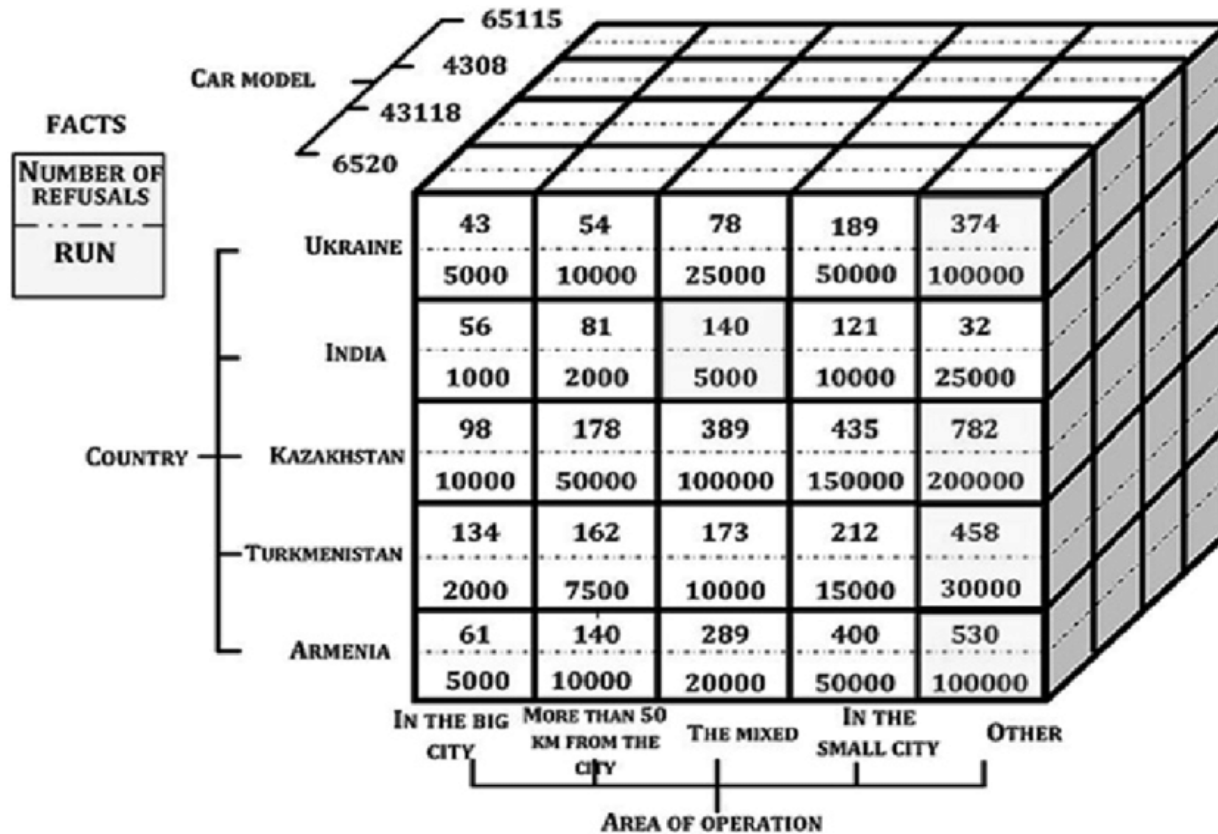 65115
4308
CAR MODEL
43118
6520
FACTS
NUMBER OF
REFUSALS
RUN
UKRAINE
43 54 78 189 374
5000 10000 25000 50000 100000
INDIA
56 81 140 121 32
1000 2000 5000 10000 25000
COUNTRY
KAZAKHSTAN
98 178 389 435 782
10000 50000 100000 150000 200000
TURKMENISTAN
134 162 173 212 458
2000 7500 10000 15000 30000
ARMENIA
61 140 289 400 530
5000 10000 20000 50000 100000
IN THE BIG
CITY
MORE THAN 50
KM FROM THE
CITY
THE MIXED
IN THE
SMALL CITY
OTHER
AREA OF OPERATION